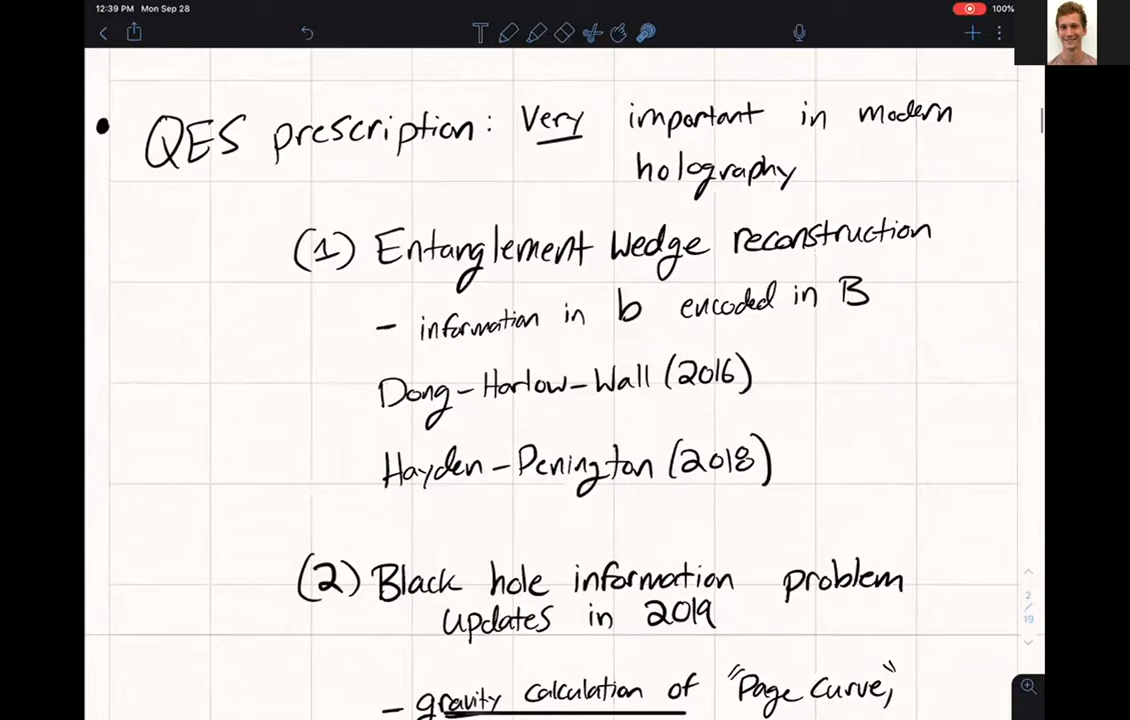 12:39 PM Mon Sep 28
100%
QES prescription: Very important in modern
holography
(1) Entanglement Wedge reconstruction
- information in b encoded in B
Dong-Harlow-Wall (2016)
Hayden-Penington (2018)
(2) Black hole information problem
updates in 2019
- gravity calculation of "Page Curve,"
2
/
19